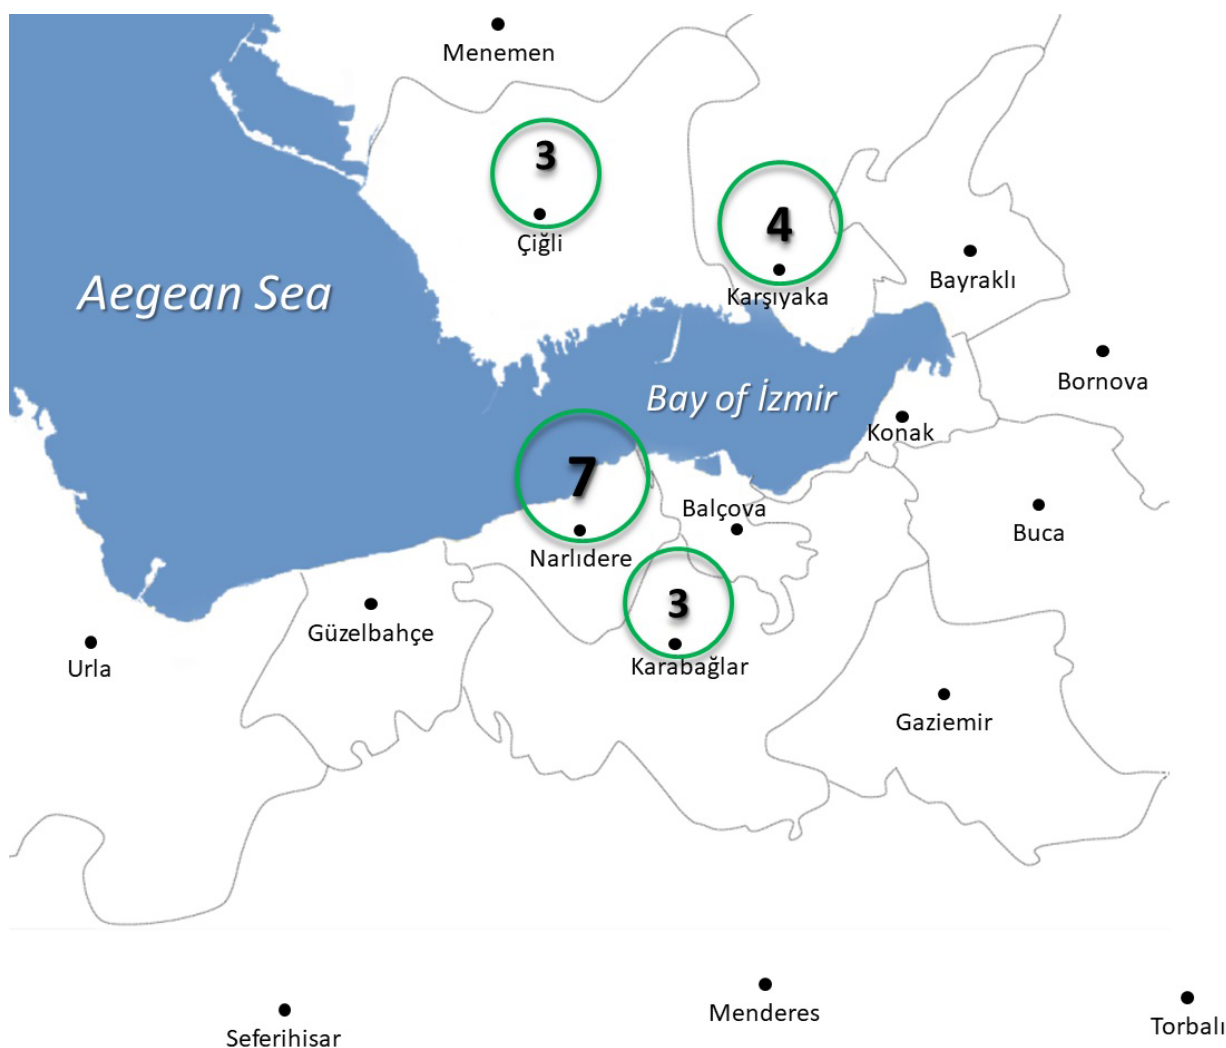 Menemen
3
Çiğli
4
Karşıyaka
Bayraklı
Aegean Sea
Bay of İzmir
Bornova
Konak
7
Narlıdere
Balçova
Buca
3
Karabağlar
Güzelbahçe
Urla
Gaziemir
Menderes
Seferihisar
Torbalı